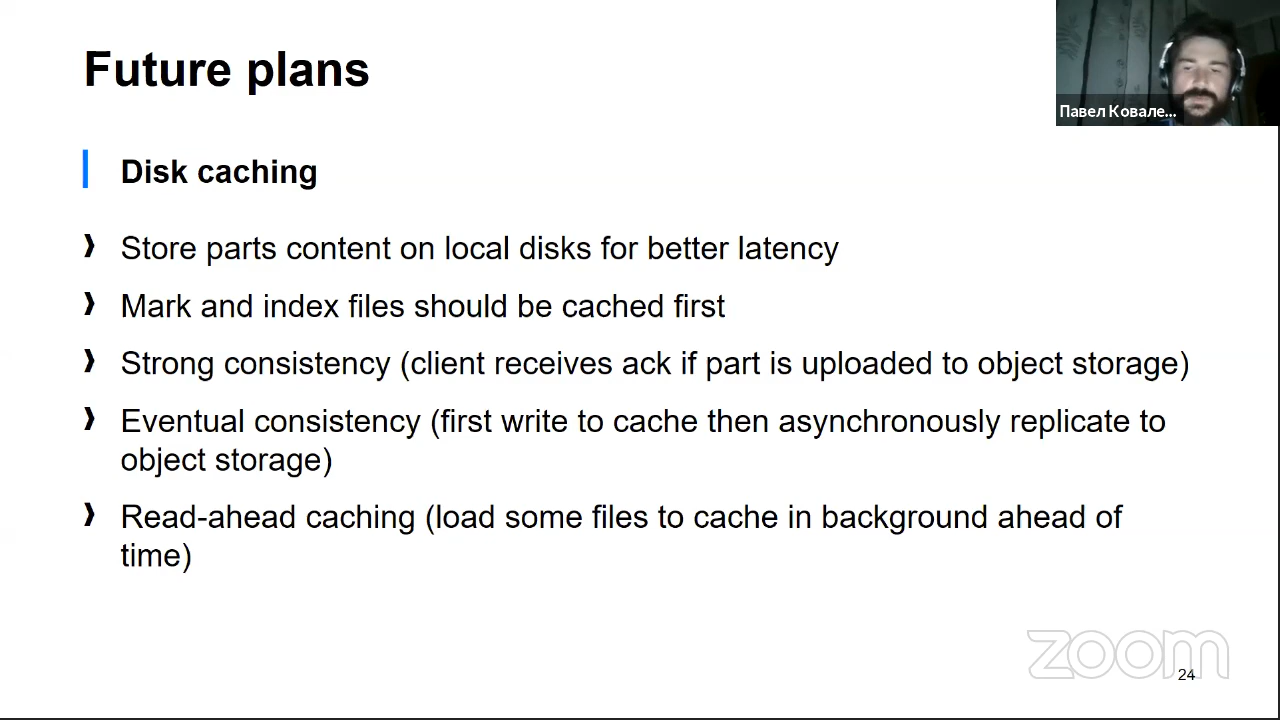 Future plans
Павел Ковале...
Disk caching
❱ Store parts content on local disks for better latency
❱ Mark and index files should be cached first
❱ Strong consistency (client receives ack if part is uploaded to object storage)
❱ Eventual consistency (first write to cache then asynchronously replicate to
object storage)
❱ Read-ahead caching (load some files to cache in background ahead of
time)
zoom
24